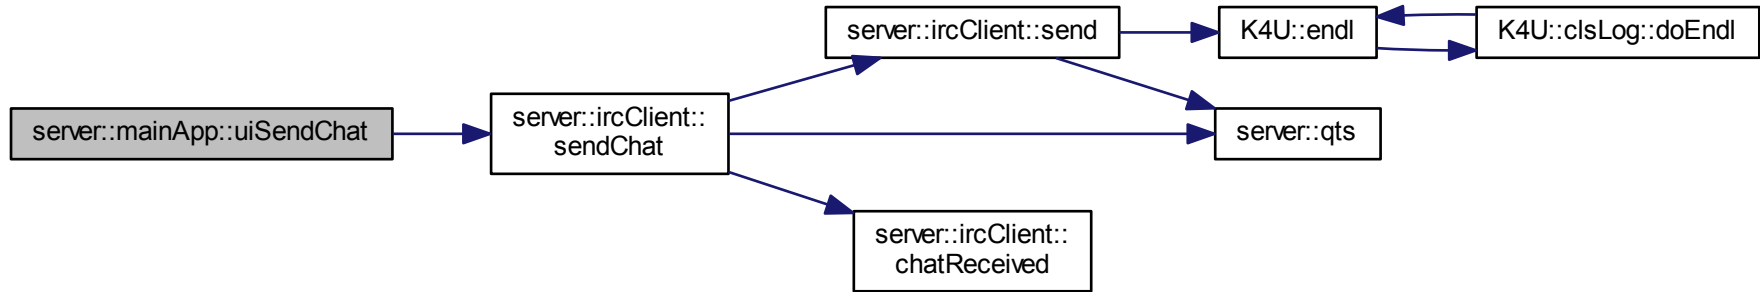 server::mainApp::uiSendChat
server::ircClient::
sendChat
server::ircClient::send
K4U::endl
K4U::clsLog::doEndl
server::qts
server::ircClient::
chatReceived